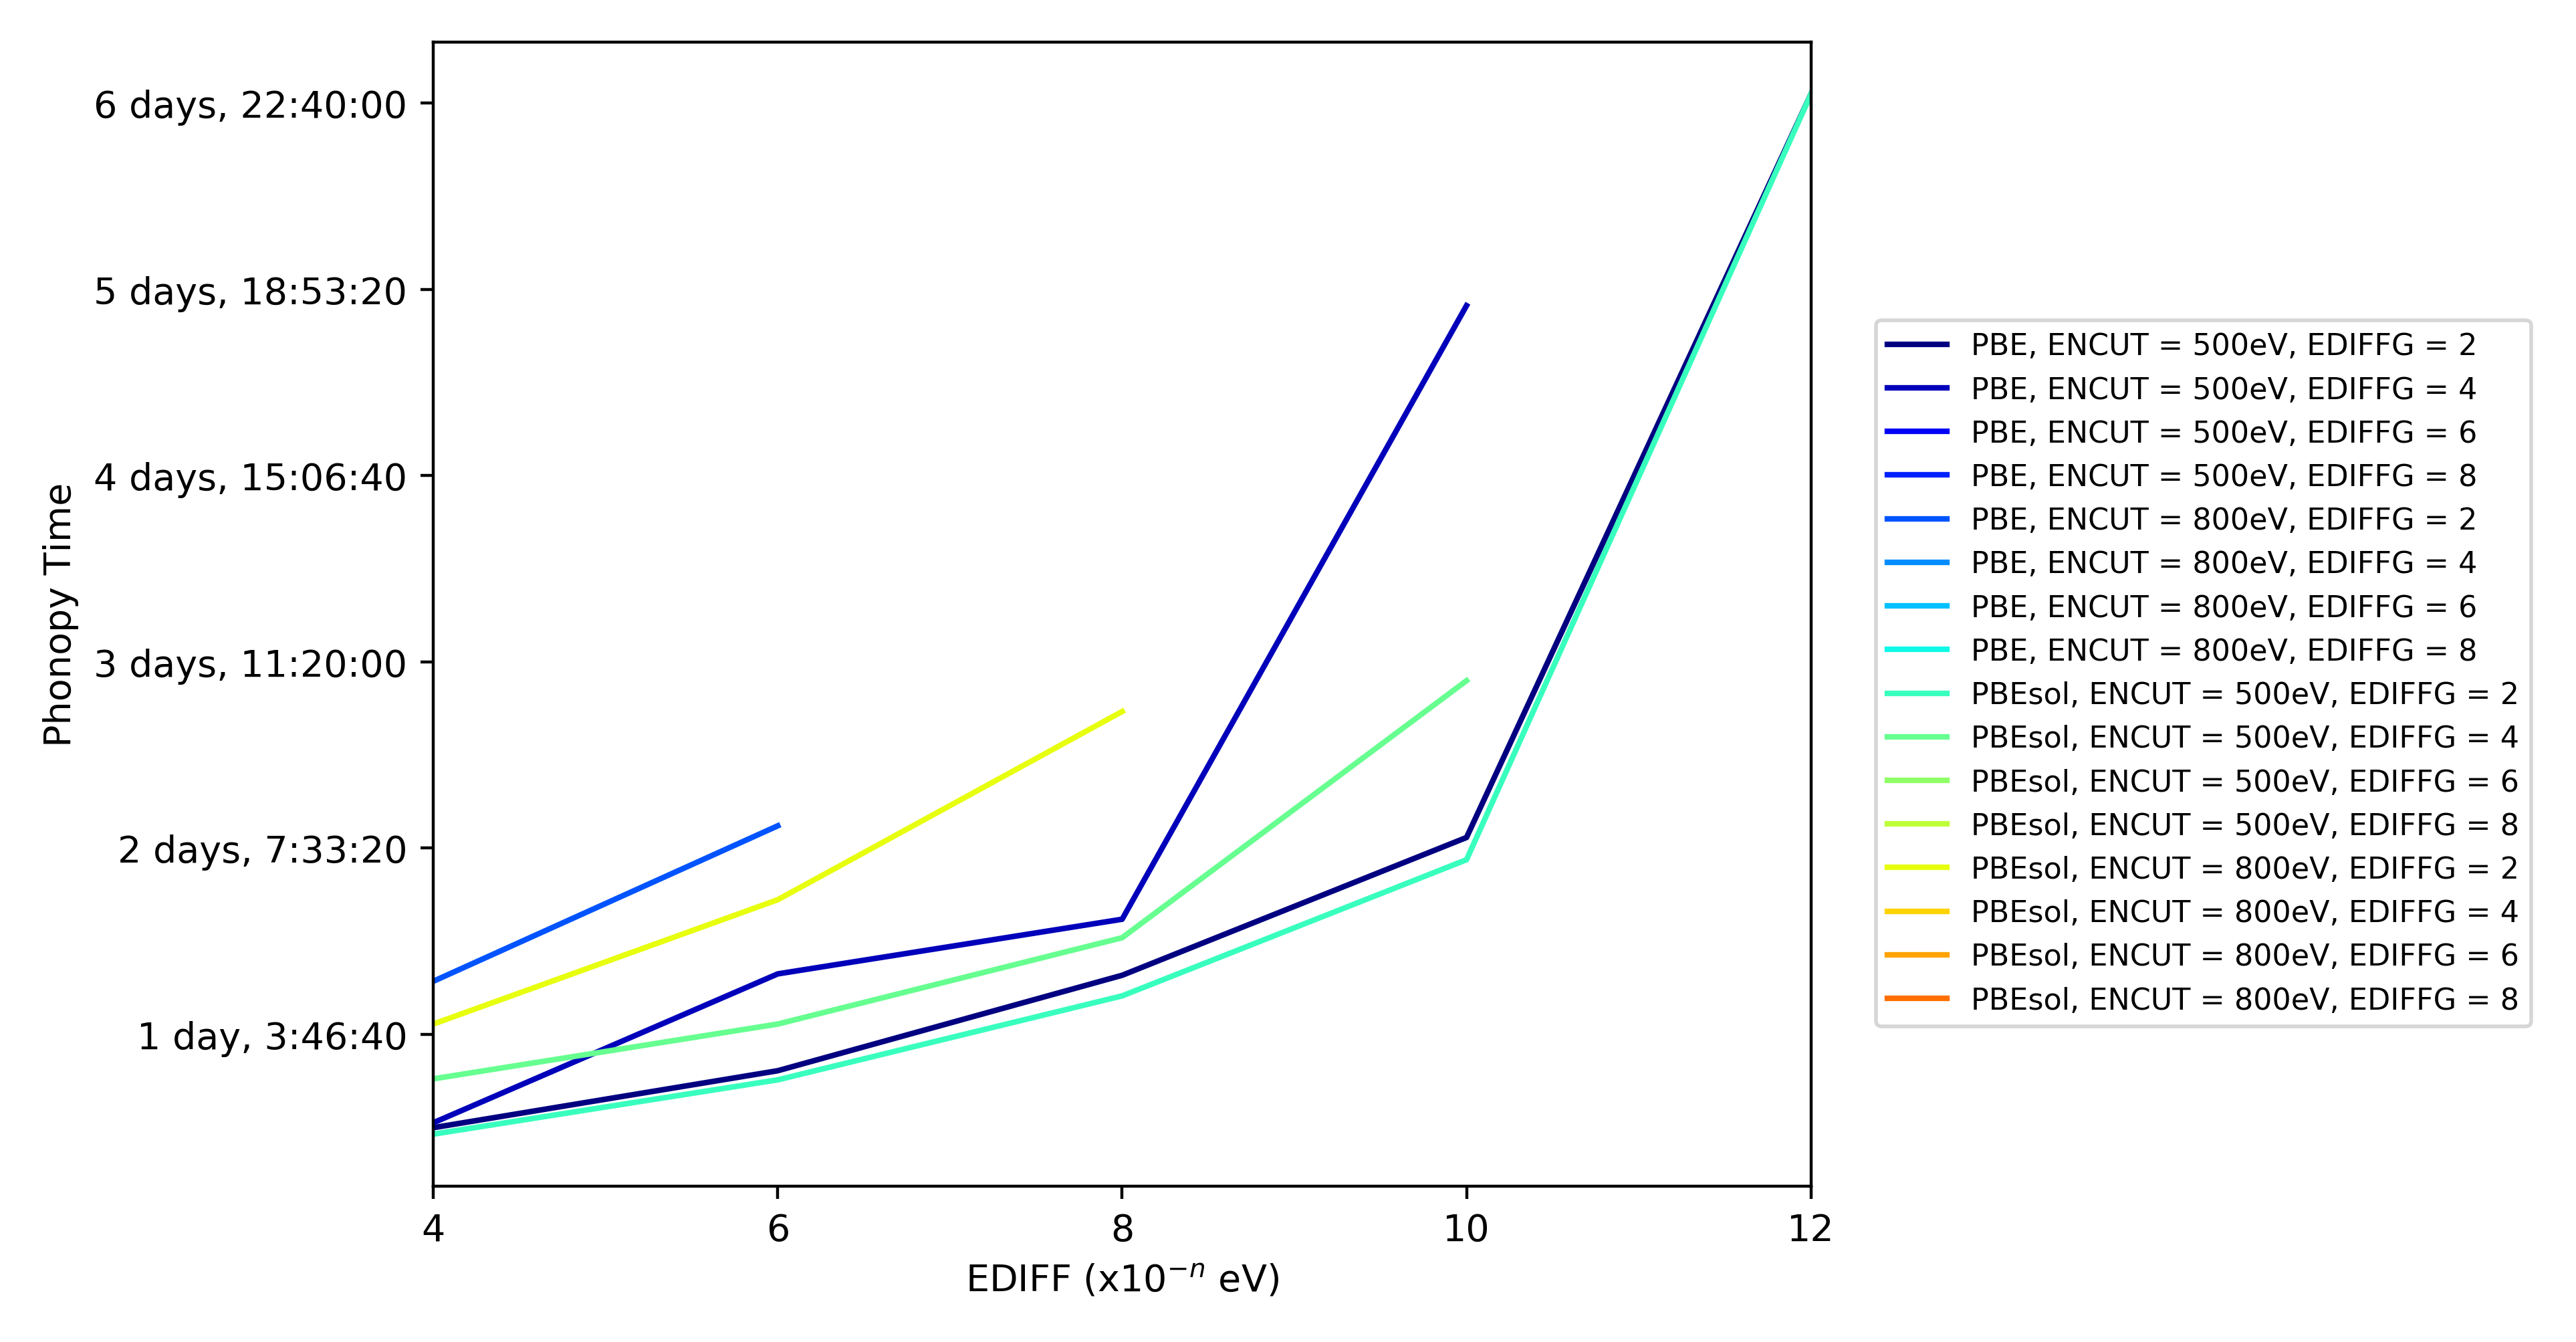 6 days, 22:40:00
5 days, 18:53:20
4 days, 15:06:40
3 days, 11:20:00
2 days, 7:33:20
1 day, 3:46:40
Phonopy Time
4
6
8
10
12
EDIFF (x10⁻ⁿ eV)
PBE, ENCUT = 500eV, EDIFFG = 2
PBE, ENCUT = 500eV, EDIFFG = 4
PBE, ENCUT = 500eV, EDIFFG = 6
PBE, ENCUT = 500eV, EDIFFG = 8
PBE, ENCUT = 800eV, EDIFFG = 2
PBE, ENCUT = 800eV, EDIFFG = 4
PBE, ENCUT = 800eV, EDIFFG = 6
PBE, ENCUT = 800eV, EDIFFG = 8
PBEsol, ENCUT = 500eV, EDIFFG = 2
PBEsol, ENCUT = 500eV, EDIFFG = 4
PBEsol, ENCUT = 500eV, EDIFFG = 6
PBEsol, ENCUT = 500eV, EDIFFG = 8
PBEsol, ENCUT = 800eV, EDIFFG = 2
PBEsol, ENCUT = 800eV, EDIFFG = 4
PBEsol, ENCUT = 800eV, EDIFFG = 6
PBEsol, ENCUT = 800eV, EDIFFG = 8